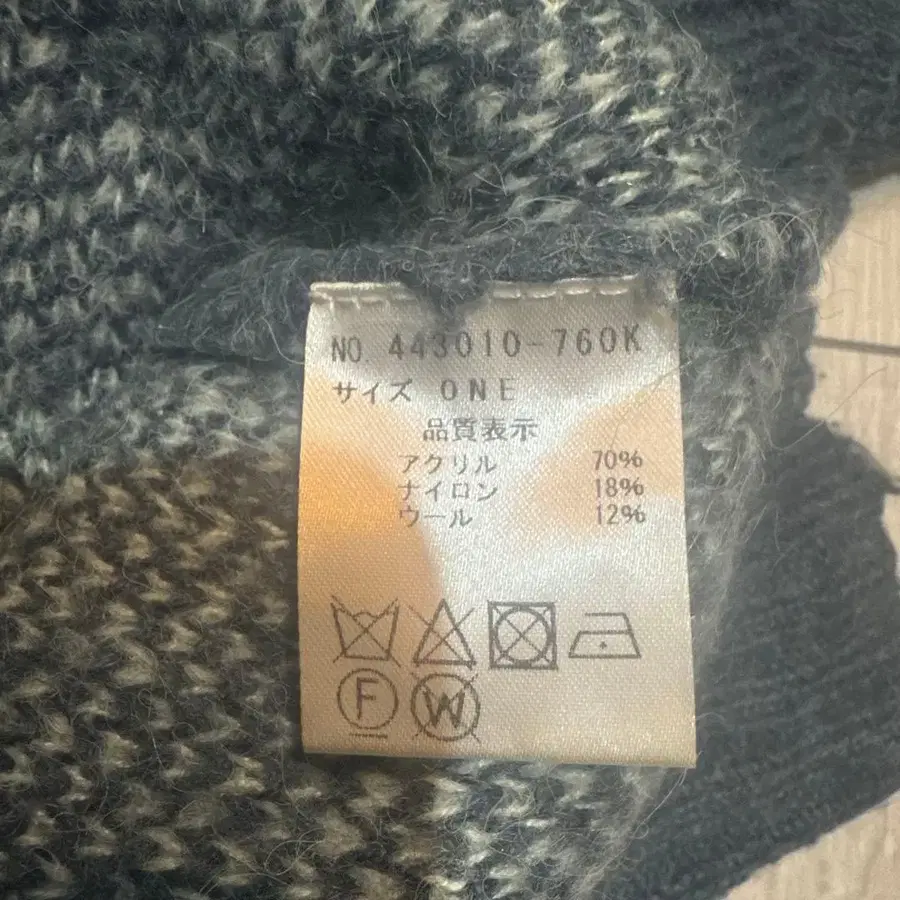 NO. 443010-760K
サイズ ONE
品質表示
アクリル 70%
ナイロン 18%
ウール 12%
F W